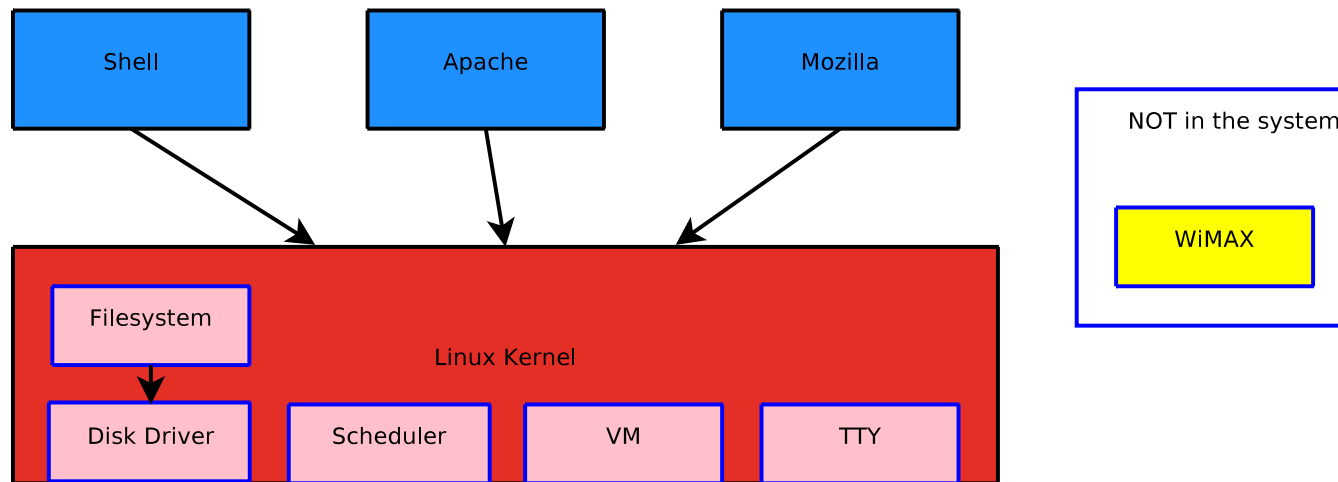 Shell
Apache
Mozilla
NOT in the system
WiMAX
Filesystem
Linux Kernel
Disk Driver
Scheduler
VM
TTY